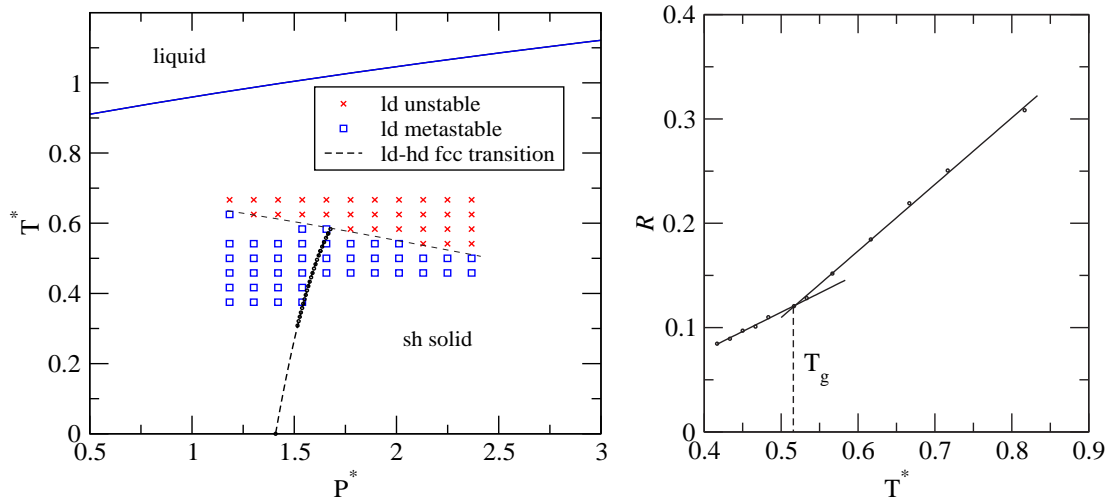 liquid
ld unstable
ld metastable
ld-hd fcc transition
sh solid
T*
1
0.8
0.6
0.4
0.2
0
0.5
1
1.5
2
2.5
3
P*
R
0.4
0.3
0.2
0.1
0
T_g
0.4
0.5
0.6
0.7
0.8
0.9
T*